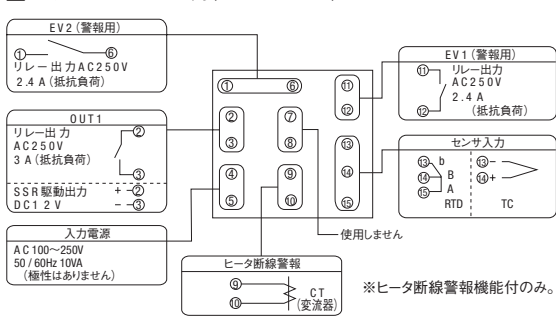 EV2(警報用)
①
⑥
リレー出力AC250V
2.4A(抵抗負荷)
OUT1
リレー出力
②
AC250V
3A(抵抗負荷)
③
SSR駆動出力
+ -②
DC12V
- -③
入力電源
AC100〜250V
50/60Hz 10VA
(極性はありません)
① ⑥
② ⑦
③ ⑧
④ ⑨
⑤ ⑩
⑪
⑫
⑬
⑭
⑮
使用しません
ヒータ断線警報
⑨
⑩
CT
(変流器)
EV1(警報用)
⑪ リレー出力
AC250V
2.4A
⑫ (抵抗負荷)
センサ入力
⑬ b ⑬ -
⑭ B ⑭ +
⑮ A
RTD TC
※ヒータ断線警報機能付のみ。